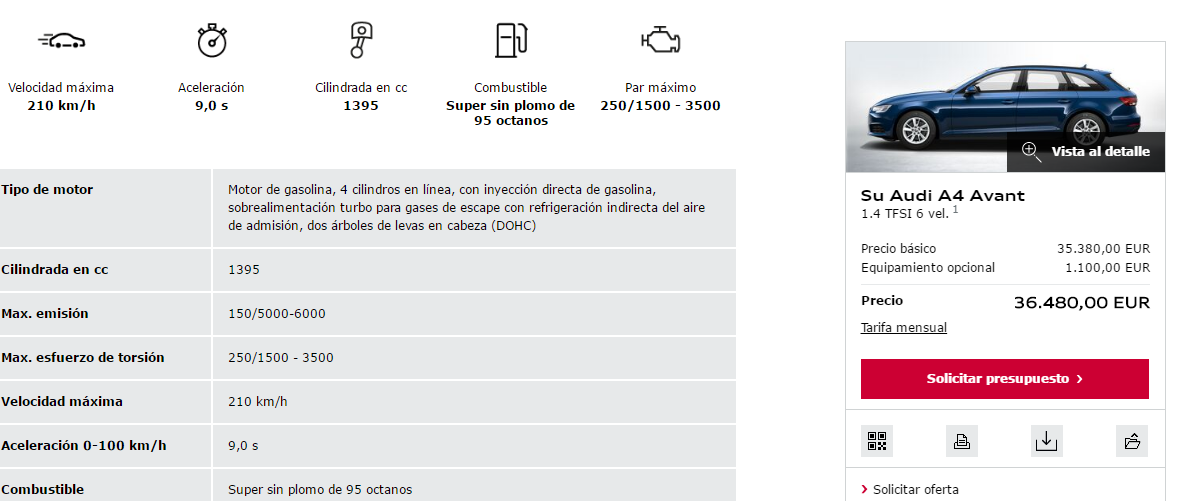 Velocidad máxima
210 km/h
Aceleración
9,0 s
Cilindrada en cc
1395
Combustible
Super sin plomo de
95 octanos
Par máximo
250/1500 - 3500
Tipo de motor
Motor de gasolina, 4 cilindros en línea, con inyección directa de gasolina,
sobrealimentación turbo para gases de escape con refrigeración indirecta del aire
de admisión, dos árboles de levas en cabeza (DOHC)
Cilindrada en cc
1395
Max. emisión
150/5000-6000
Max. esfuerzo de torsión
250/1500 - 3500
Velocidad máxima
210 km/h
Aceleración 0-100 km/h
9,0 s
Combustible
Super sin plomo de 95 octanos
Vista al detalle
Su Audi A4 Avant
1.4 TFSI 6 vel. 1
Precio básico 35.380,00 EUR
Equipamiento opcional 1.100,00 EUR
Precio 36.480,00 EUR
Tarifa mensual
Solicitar presupuesto ›
› Solicitar oferta